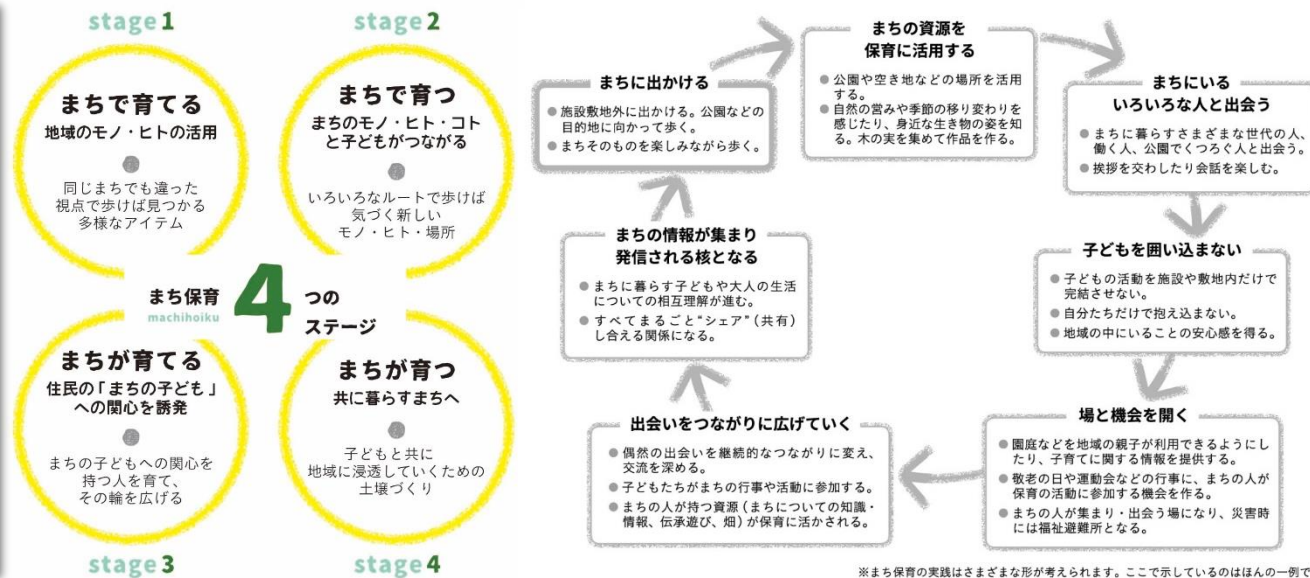 stage1
まちで育てる
地域のモノ・ヒトの活用
同じまちでも違った
視点で歩けば見つかる
多様なアイテム
stage2
まちで育つ
まちのモノ・ヒト・コト
と子どもがつながる
いろいろなルートで歩けば
気づく新しい
モノ・ヒト・場所
まち保育 4 つの
machihoiku ステージ
まちが育てる
住民の「まちの子ども」
への関心を誘発
まちの子どもへの関心を
持つ人を育て、
その輪を広げる
stage3
まちが育つ
共に暮らすまちへ
子どもと共に
地域に浸透していくための
土壌づくり
stage4
まちに出かける
● 施設敷地外に出かける。公園などの
目的地に向かって歩く。
● まちそのものを楽しみながら歩く。
まちの資源を
保育に活用する
● 公園や空き地などの場所を活用
する。
● 自然の営みや季節の移り変わりを
感じたり、身近な生き物の姿を知
る。木の実を集めて作品を作る。
まちにいる
いろいろな人と出会う
● まちに暮らすさまざまな世代の人、
働く人、公園でくつろぐ人と出会う。
● 挨拶を交わしたり会話を楽しむ。
子どもを囲い込まない
● 子どもの活動を施設や敷地内だけで
完結させない。
● 自分たちだけで抱え込まない。
● 地域の中にいることの安心感を得る。
場と機会を開く
● 園庭などを地域の親子が利用できるようにし
たり、子育てに関する情報を提供する。
● 敬老の日や運動会などの行事に、まちの人が
保育の活動に参加する機会を作る。
● まちの人が集まり・出会う場になり、災害時
には福祉避難所となる。
出会いをつながりに広げていく
● 偶然の出会いを継続的なつながりに変え、
交流を深める。
● 子どもたちがまちの行事や活動に参加する。
● まちの人が持つ資源（まちについての知識・
情報、伝承遊び、畑）が保育に活かされる。
まちの情報が集まり
発信される核となる
● まちに暮らす子どもや大人の生活
についての相互理解が進む。
● すべてまるごと“シェア”（共有）
し合える関係になる。
※まち保育の実践はさまざまな形が考えられます。ここで示しているのはほんの一例で